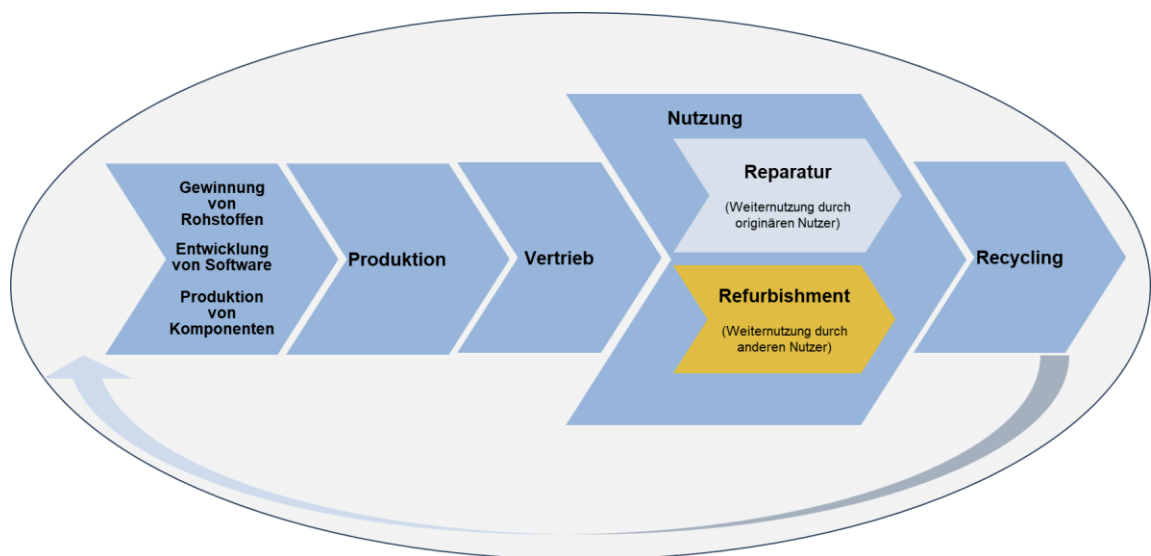 Gewinnung
von
Rohstoffen
Entwicklung
von Software
Produktion
von
Komponenten
Produktion
Vertrieb
Nutzung
Reparatur
(Weiternutzung durch
originären Nutzer)
Refurbishment
(Weiternutzung durch
anderen Nutzer)
Recycling